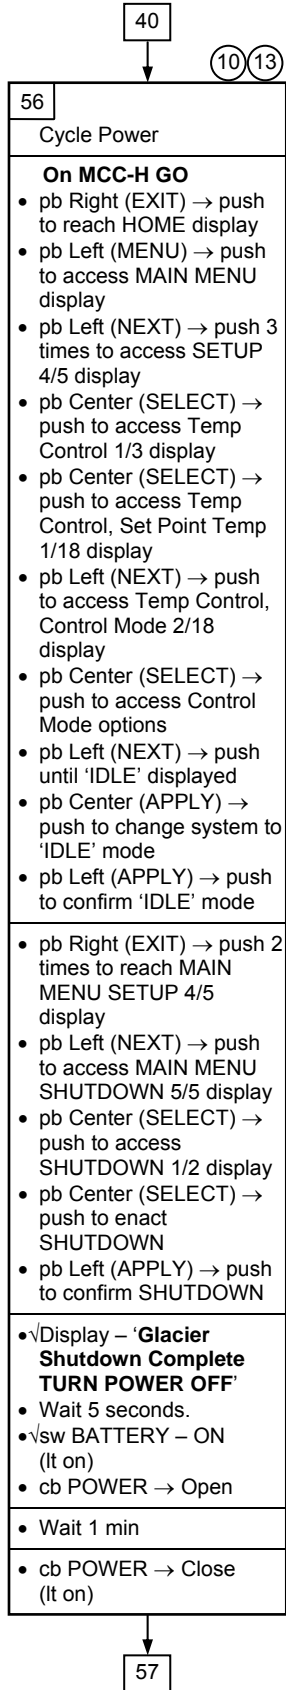 40
10 13
56
Cycle Power
On MCC-H GO
• pb Right (EXIT) → push
to reach HOME display
• pb Left (MENU) → push
to access MAIN MENU
display
• pb Left (NEXT) → push 3
times to access SETUP
4/5 display
• pb Center (SELECT) →
push to access Temp
Control 1/3 display
• pb Center (SELECT) →
push to access Temp
Control, Set Point Temp
1/18 display
• pb Left (NEXT) → push
to access Temp Control,
Control Mode 2/18
display
• pb Center (SELECT) →
push to access Control
Mode options
• pb Left (NEXT) → push
until ‘IDLE’ displayed
• pb Center (APPLY) →
push to change system to
‘IDLE’ mode
• pb Left (APPLY) → push
to confirm ‘IDLE’ mode
• pb Right (EXIT) → push 2
times to reach MAIN
MENU SETUP 4/5
display
• pb Left (NEXT) → push
to access MAIN MENU
SHUTDOWN 5/5 display
• pb Center (SELECT) →
push to access
SHUTDOWN 1/2 display
• pb Center (SELECT) →
push to enact
SHUTDOWN
• pb Left (APPLY) → push
to confirm SHUTDOWN
•√Display – ‘Glacier
Shutdown Complete
TURN POWER OFF’
• Wait 5 seconds.
•√sw BATTERY – ON
(lt on)
• cb POWER → Open
• Wait 1 min
• cb POWER → Close
(lt on)
57